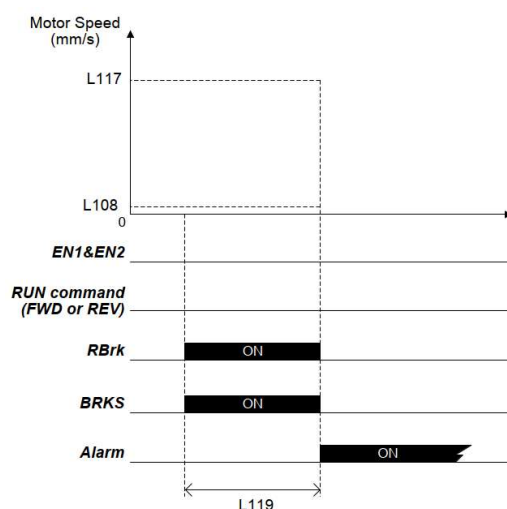 Motor Speed
(mm/s)
L117
L108
0
EN1&EN2
RUN command
(FWD or REV)
RBrk
ON
BRKS
ON
Alarm
ON
L119